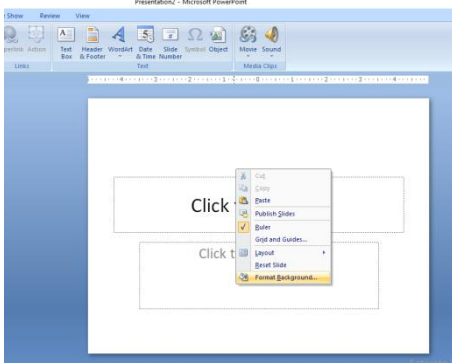 Presentation2 - Microsoft PowerPoint
Show Review View
Hyperlink Action
Text Box
Header & Footer
WordArt
Date & Time
Slide Number
Symbol
Object
Movie
Sound
Links
Text
Media Clips
Click
Click t
Cut
Copy
Paste
Publish Slides
Ruler
Grid and Guides...
Layout
Reset Slide
Format Background...